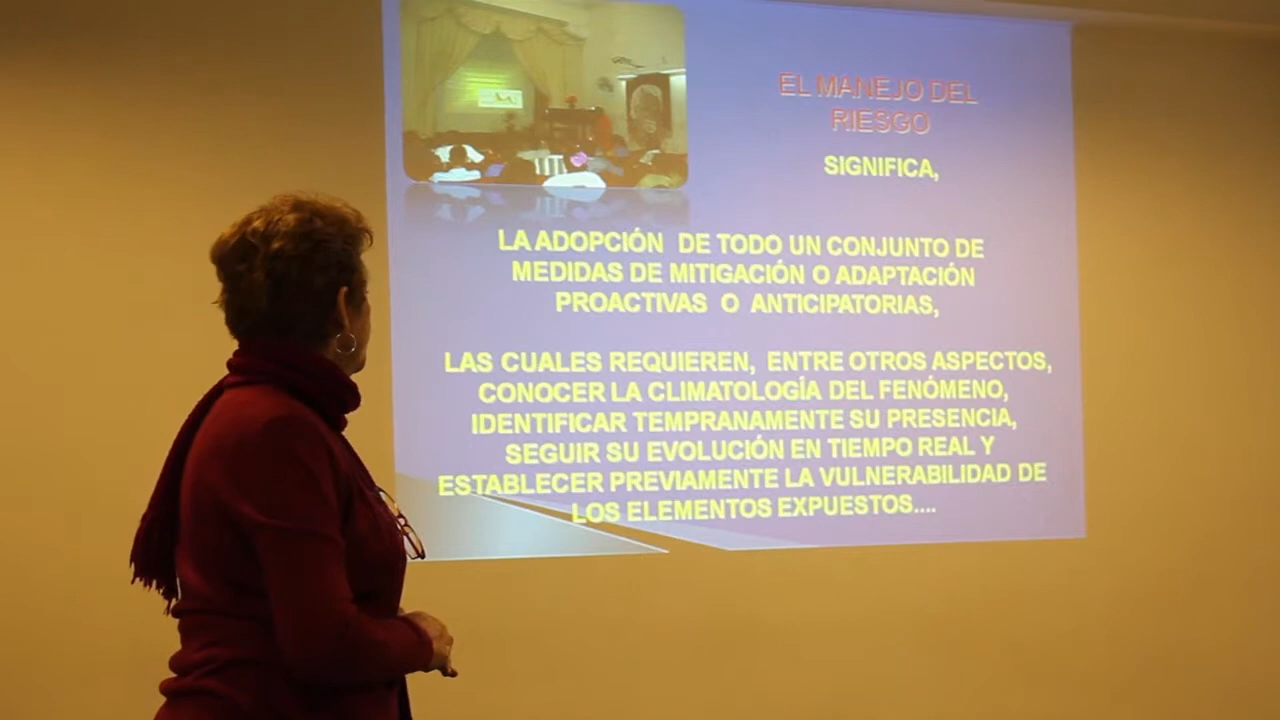 EL MANEJO DEL
RIESGO
SIGNIFICA,
LA ADOPCIÓN DE TODO UN CONJUNTO DE
MEDIDAS DE MITIGACIÓN O ADAPTACIÓN
PROACTIVAS O ANTICIPATORIAS,
LAS CUALES REQUIEREN, ENTRE OTROS ASPECTOS,
CONOCER LA CLIMATOLOGÍA DEL FENÓMENO,
IDENTIFICAR TEMPRANAMENTE SU PRESENCIA,
SEGUIR SU EVOLUCIÓN EN TIEMPO REAL Y
ESTABLECER PREVIAMENTE LA VULNERABILIDAD DE
LOS ELEMENTOS EXPUESTOS....